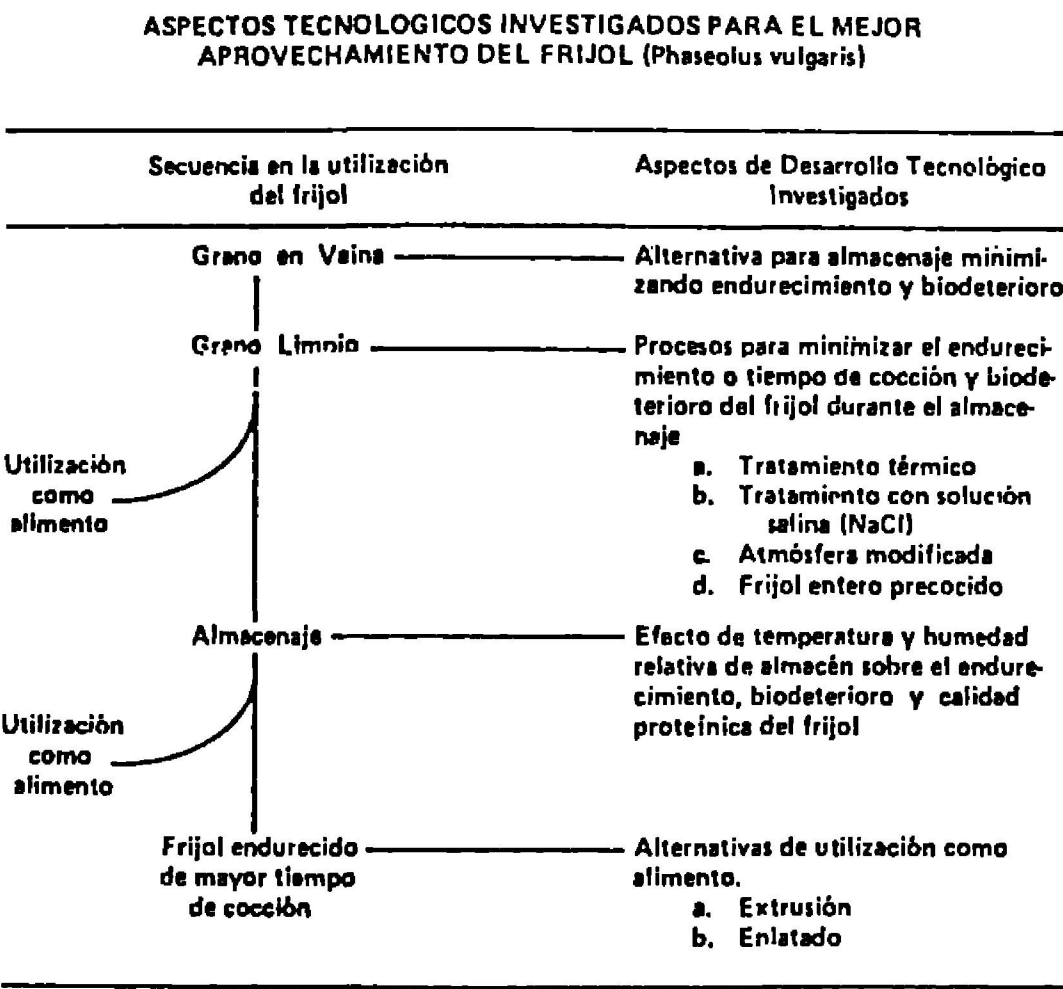 ASPECTOS TECNOLOGICOS INVESTIGADOS PARA EL MEJOR
APROVECHAMIENTO DEL FRIJOL (Phaseolus vulgaris)
Secuencia en la utilización
del frijol
Aspectos de Desarrollo Tecnológico
Investigados
Grano en Vaina
Alternativa para almacenaje minimi-
zando endurecimiento y biodeterioro
Grano Limpio
Procesos para minimizar el endureci-
miento o tiempo de cocción y biode-
terioro del frijol durante el almace-
naje
a. Tratamiento térmico
b. Tratamiento con solución
salina (NaCl)
c. Atmósfera modificada
d. Frijol entero precocido
Utilización
como
alimento
Almacenaje
Efecto de temperatura y humedad
relativa de almacén sobre el endure-
cimiento, biodeterioro y calidad
proteínica del frijol
Utilización
como
alimento
Frijol endurecido
de mayor tiempo
de cocción
Alternativas de utilización como
alimento.
a. Extrusión
b. Enlatado